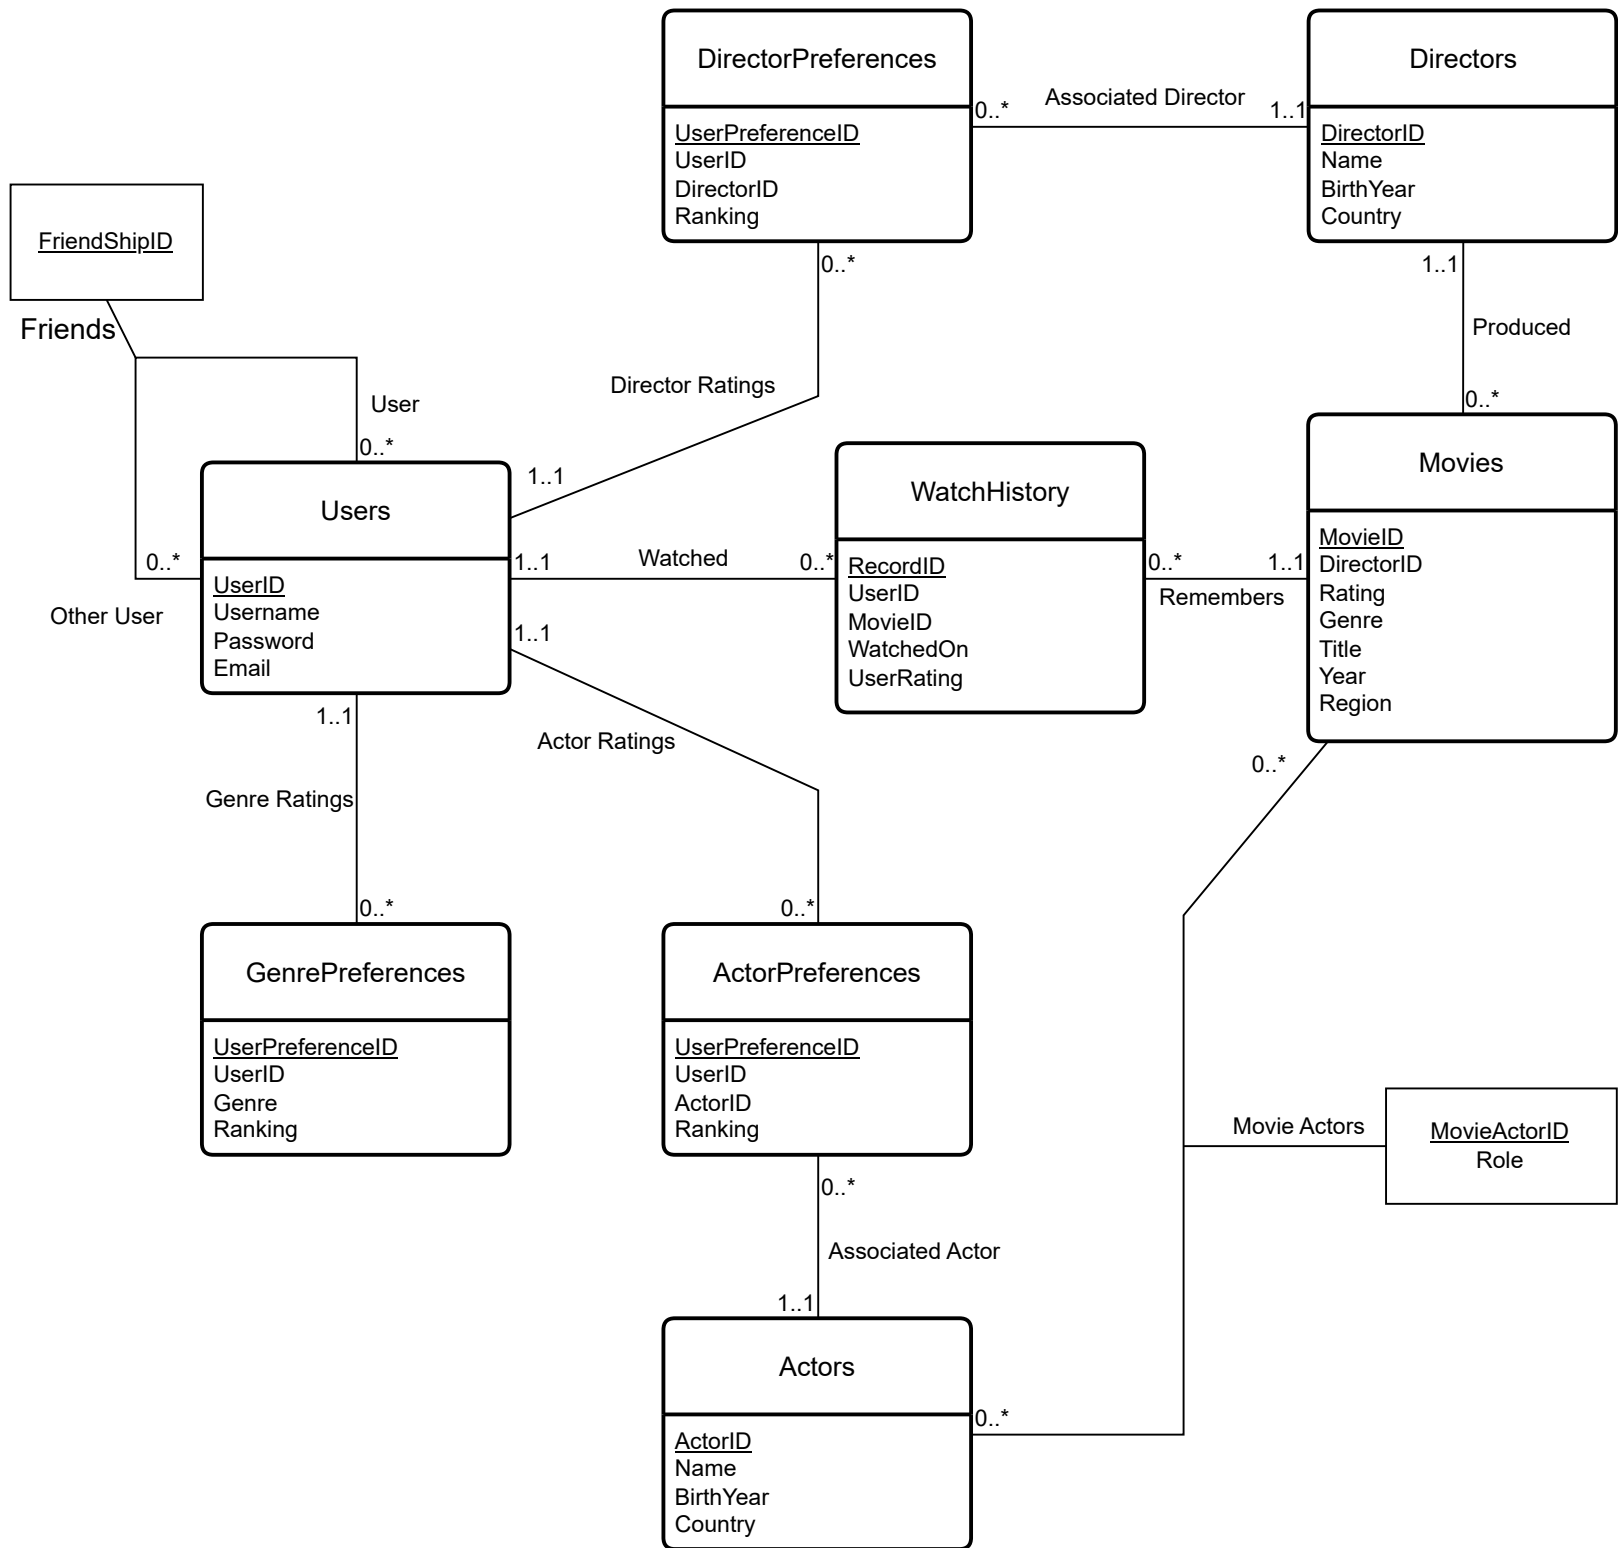 DirectorPreferences
UserPreferenceID
UserID
DirectorID
Ranking
0..*
Associated Director
1..1
Directors
DirectorID
Name
BirthYear
Country
FriendShipID
Friends
User
0..*
0..*
Other User
0..*
Director Ratings
1..1
1..1
Produced
0..*
Users
UserID
Username
Password
Email
1..1
Watched
0..*
WatchHistory
RecordID
UserID
MovieID
WatchedOn
UserRating
0..*
Remembers
1..1
Movies
MovieID
DirectorID
Rating
Genre
Title
Year
Region
1..1
Actor Ratings
0..*
1..1
Genre Ratings
0..*
GenrePreferences
UserPreferenceID
UserID
Genre
Ranking
ActorPreferences
UserPreferenceID
UserID
ActorID
Ranking
0..*
Movie Actors
MovieActorID
Role
0..*
Associated Actor
1..1
Actors
ActorID
Name
BirthYear
Country
0..*